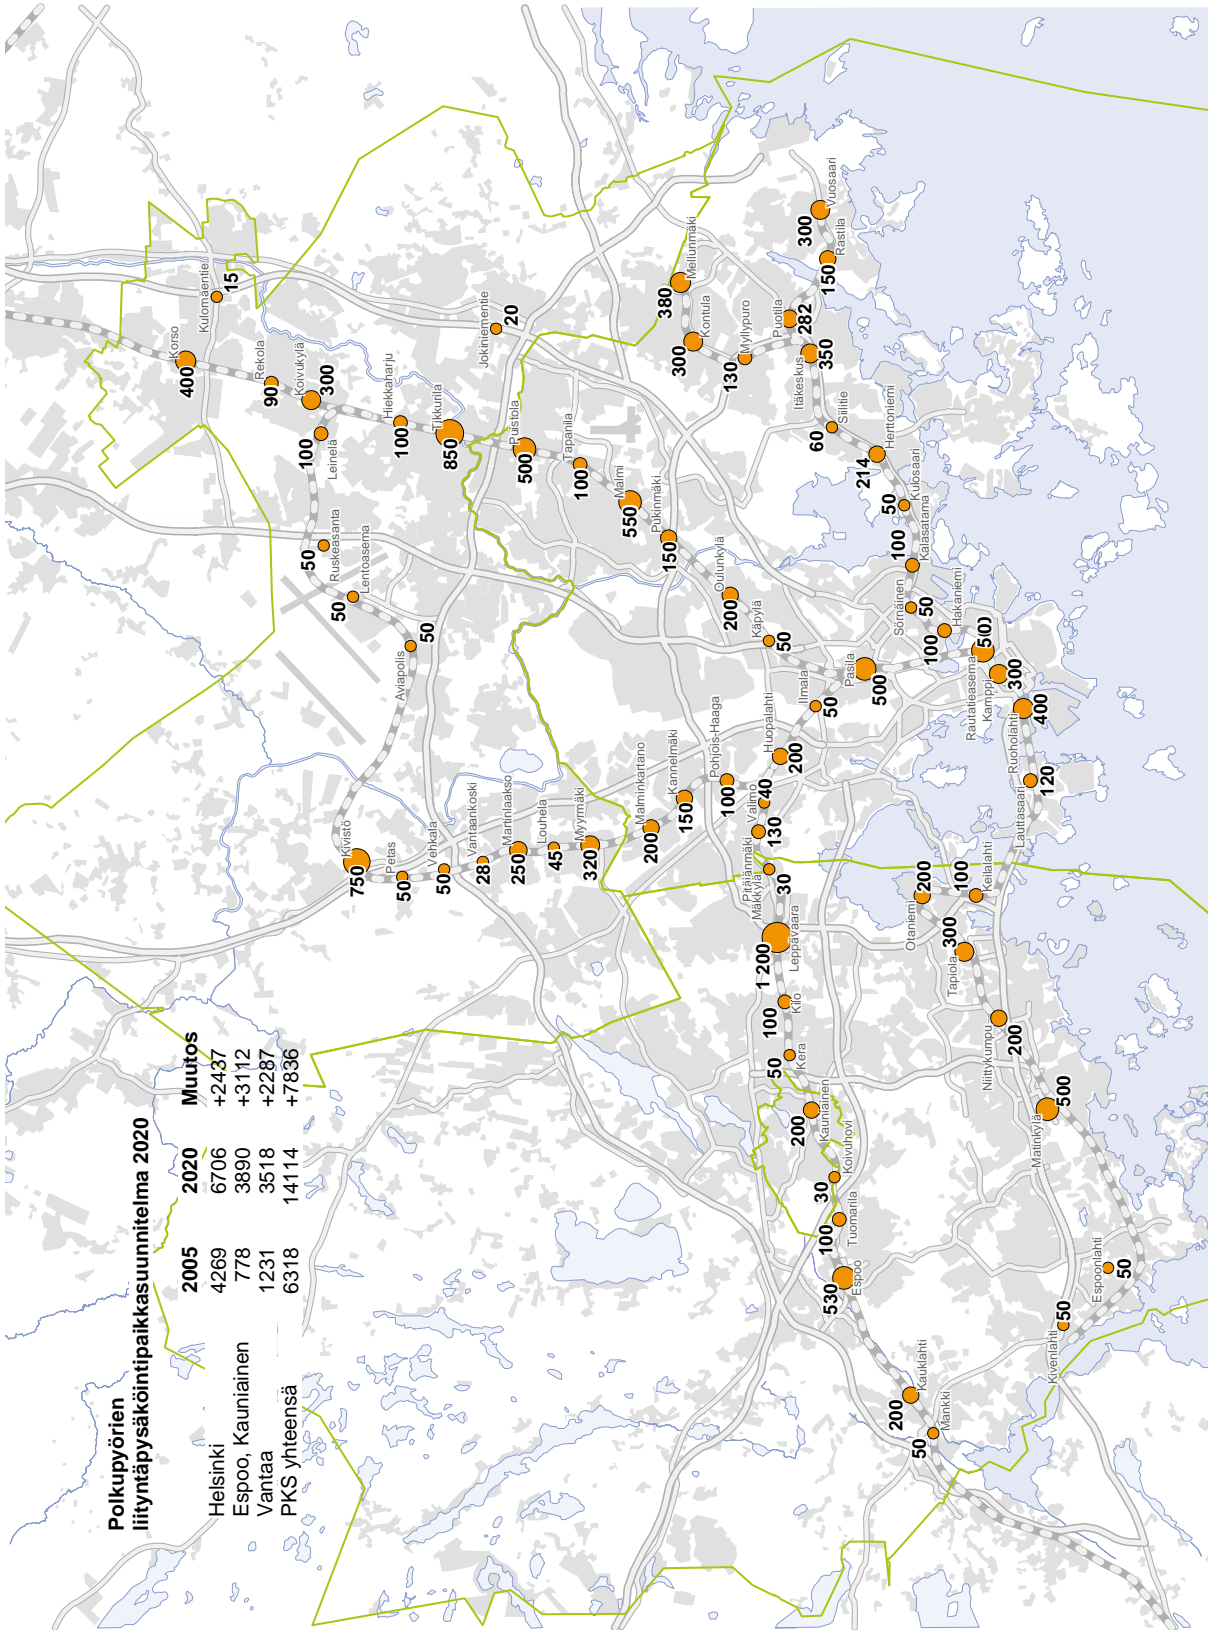 Polkupyörien
liityntäpysäköintipaikkasuunnitelma 2020
2005 2020 Muutos
Helsinki 4269 6706 +2437
Espoo, Kauniainen 778 3890 +3112
Vantaa 1231 3518 +2287
PKS yhteensä 6318 14114 +7836
Korso
400
Kulomäentie
15
Rekola
90
Koivukylä
300
Leinelä
100
Hiekkaharju
100
Tikkurila
850
Jokiniementie
20
Ruskeasanta
50
Lentoasema
50
Aviapolis
50
Kivistö
750
Petas
50
Vehkala
50
Vantaankoski
28
Martinlaakso
250
Louhela
45
Myyrmäki
320
Malminkartano
200
Kannelmäki
150
Pohjois-Haaga
100
Huopalahti
200
Valimo
40
Pitäjänmäki
130
Mäkkylä
30
Leppävaara
1 200
Kilo
100
Kera
50
Kauniainen
200
Koivuhovi
30
Tuomarila
100
Espoo
530
Kauklahti
200
Mankki
50
Puistola
500
Tapanila
100
Malmi
550
Pukinmäki
150
Oulunkylä
200
Käpylä
50
Ilmala
50
Pasila
500
Mellunmäki
380
Kontula
300
Myllypuro
130
Puotila
282
Itäkeskus
350
Vuosaari
300
Rastila
150
Siilitie
60
Herttoniemi
214
Kulosaari
50
Kalasatama
100
Sörnäinen
50
Hakaniemi
100
Rautatieasema
500
Kamppi
300
Ruoholahti
400
Lauttasaari
120
Keilalahti
100
Otaniemi
200
Tapiola
300
Niittykumpu
200
Matinkylä
500
Espoonlahti
50
Kivenlahti
50